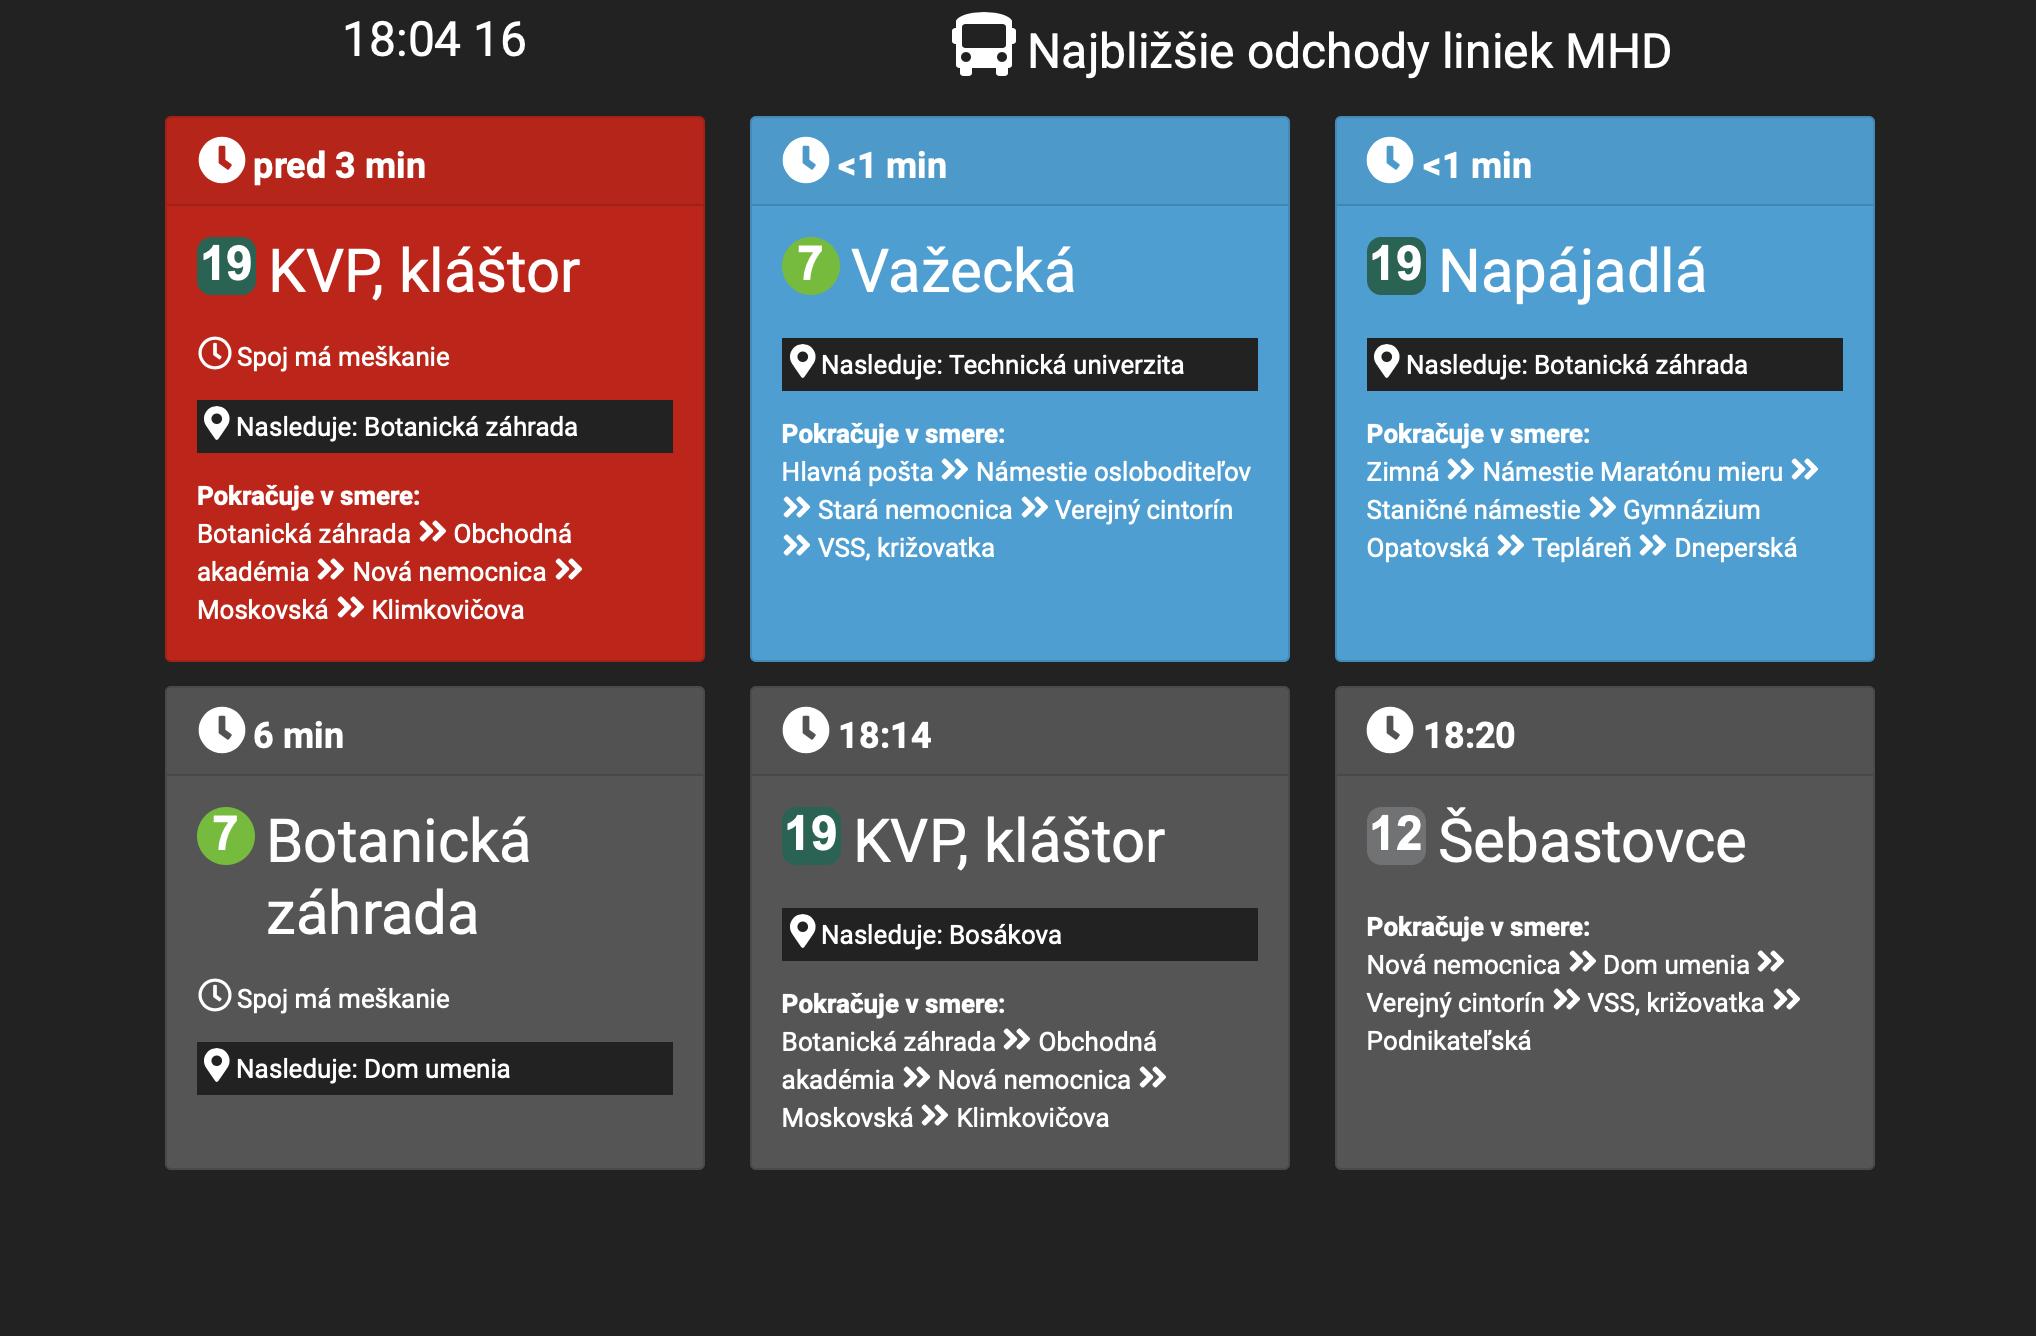 18:04 16
Najbližšie odchody liniek MHD
pred 3 min
19 KVP, kláštor
Spoj má meškanie
Nasleduje: Botanická záhrada
Pokračuje v smere:
Botanická záhrada » Obchodná
akadémia » Nová nemocnica »
Moskovská » Klimkovičova
<1 min
7 Važecká
Nasleduje: Technická univerzita
Pokračuje v smere:
Hlavná pošta » Námestie osloboditeľov
» Stará nemocnica » Verejný cintorín
» VSS, križovatka
<1 min
19 Napájadlá
Nasleduje: Botanická záhrada
Pokračuje v smere:
Zimná » Námestie Maratónu mieru »
Staničné námestie » Gymnázium
Opatovská » Tepláreň » Dneperská
6 min
7 Botanická
záhrada
Spoj má meškanie
Nasleduje: Dom umenia
18:14
19 KVP, kláštor
Nasleduje: Bosákova
Pokračuje v smere:
Botanická záhrada » Obchodná
akadémia » Nová nemocnica »
Moskovská » Klimkovičova
18:20
12 Šebastovce
Pokračuje v smere:
Nová nemocnica » Dom umenia »
Verejný cintorín » VSS, križovatka »
Podnikateľská